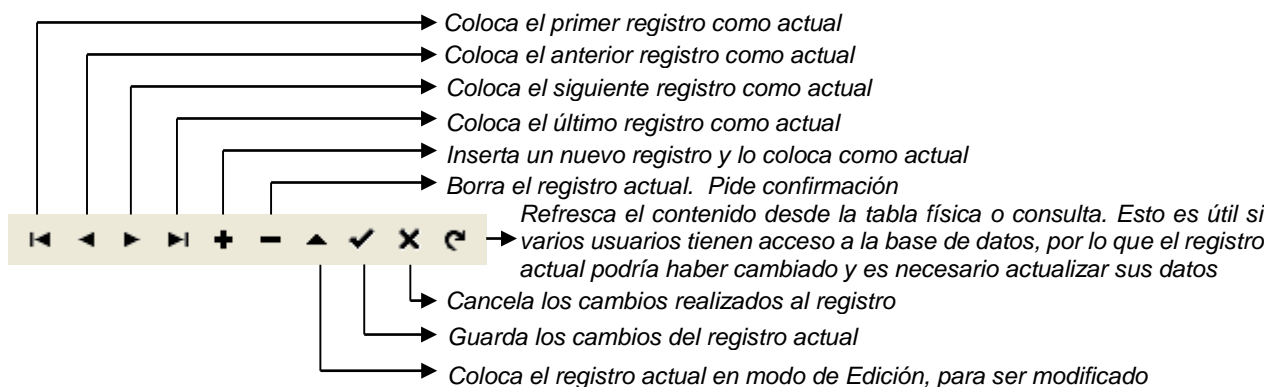 Coloca el primer registro como actual
Coloca el anterior registro como actual
Coloca el siguiente registro como actual
Coloca el último registro como actual
Inserta un nuevo registro y lo coloca como actual
Borra el registro actual. Pide confirmación
Refresca el contenido desde la tabla física o consulta. Esto es útil si
varios usuarios tienen acceso a la base de datos, por lo que el registro
actual podría haber cambiado y es necesario actualizar sus datos
Cancela los cambios realizados al registro
Guarda los cambios del registro actual
Coloca el registro actual en modo de Edición, para ser modificado